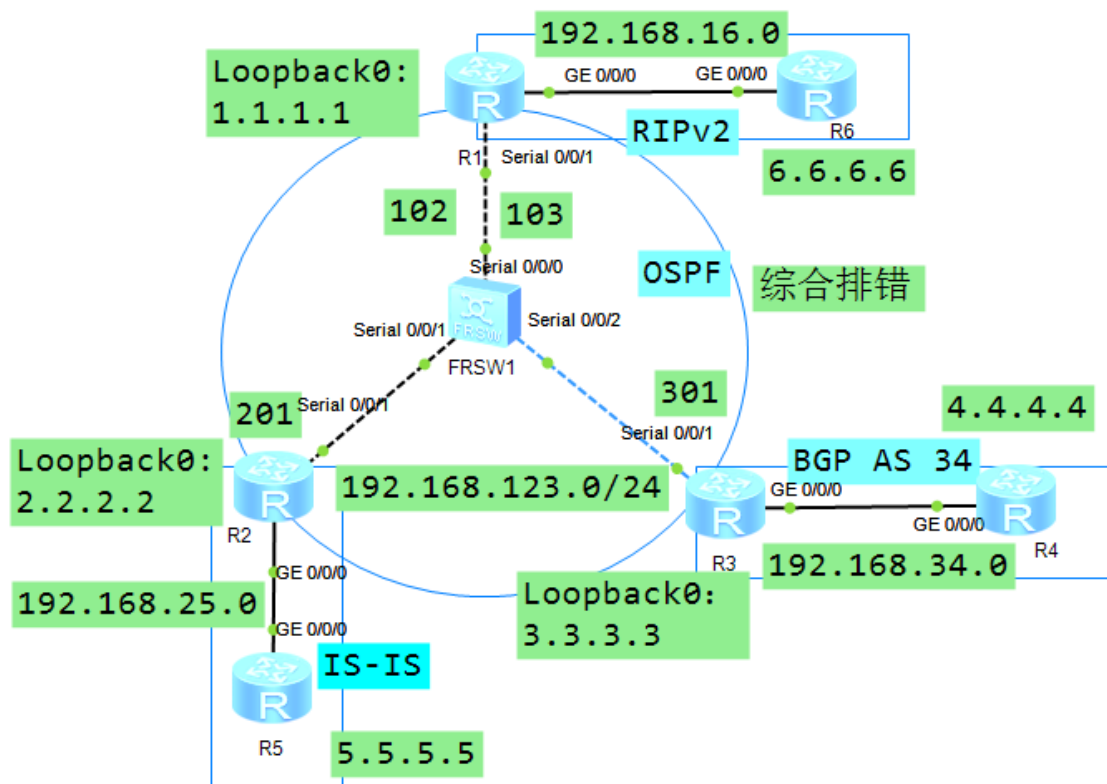 192.168.16.0
Loopback0:
1.1.1.1
GE 0/0/0
GE 0/0/0
R
R
R1
RIPv2
R6
Serial 0/0/1
6.6.6.6
102
103
Serial 0/0/0
OSPF
综合排错
Serial 0/0/1
Serial 0/0/2
FRSW
FRSW1
201
Serial 0/0/1
301
Serial 0/0/1
4.4.4.4
Loopback0:
2.2.2.2
R
R2
192.168.123.0/24
BGP AS 34
GE 0/0/0
GE 0/0/0
R
R
R3
R4
192.168.34.0
GE 0/0/0
192.168.25.0
GE 0/0/0
Loopback0:
3.3.3.3
IS-IS
R
R5
5.5.5.5